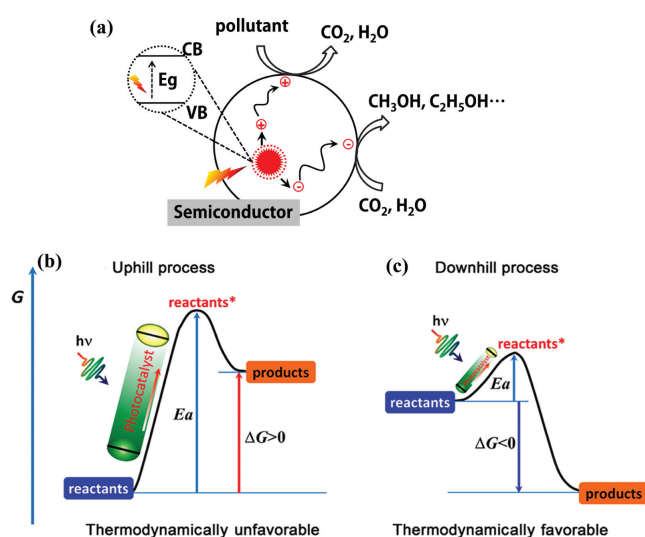 (a)
pollutant
CO₂, H₂O
CB
Eg
VB
CH₃OH, C₂H₅OH···
CO₂, H₂O
Semiconductor
(b)
Uphill process
G
hν
Photocatalyst
reactants*
products
Ea
ΔG>0
reactants
Thermodynamically unfavorable
(c)
Downhill process
hν
Photocatalyst
reactants*
reactants
Ea
ΔG<0
products
Thermodynamically favorable